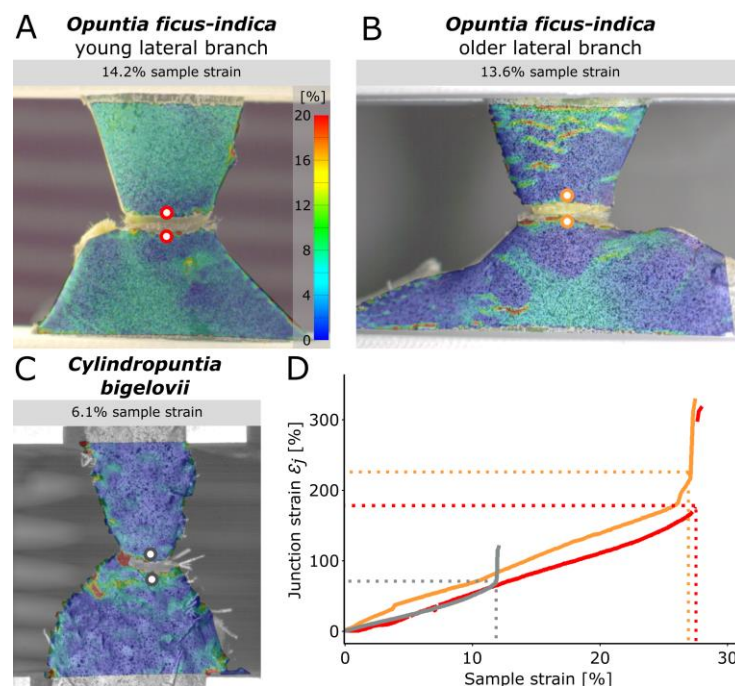 A
Opuntia ficus-indica
young lateral branch
14.2% sample strain
[%]
20
16
12
8
4
0
B
Opuntia ficus-indica
older lateral branch
13.6% sample strain
C
Cylindropuntia
bigelovii
6.1% sample strain
D
Junction strain εj [%]
300
200
100
0
0
10
20
30
Sample strain [%]